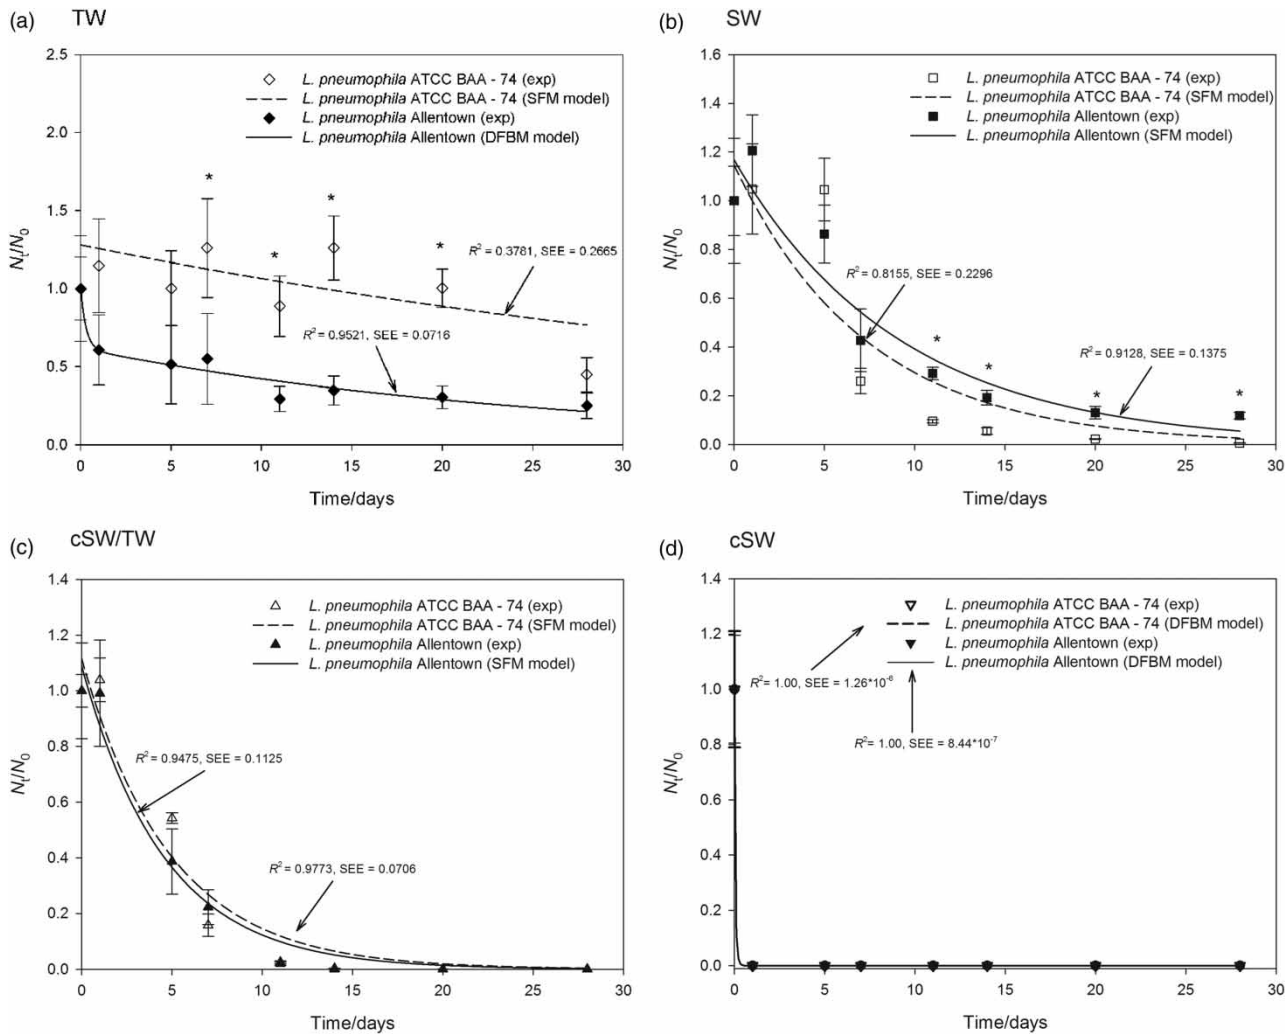 (a) TW
2.5
2.0
1.5
1.0
0.5
0.0
0 5 10 15 20 25 30
N_t/N_0
Time/days
L. pneumophila ATCC BAA - 74 (exp)
L. pneumophila ATCC BAA - 74 (SFM model)
L. pneumophila Allentown (exp)
L. pneumophila Allentown (DFBM model)
* * * * *
R² = 0.3781, SEE = 0.2665
R² = 0.9521, SEE = 0.0716
(b) SW
1.6
1.4
1.2
1.0
0.8
0.6
0.4
0.2
0.0
0 5 10 15 20 25 30
N_t/N_0
Time/days
L. pneumophila ATCC BAA - 74 (exp)
L. pneumophila ATCC BAA - 74 (SFM model)
L. pneumophila Allentown (exp)
L. pneumophila Allentown (SFM model)
R² = 0.8155, SEE = 0.2296
* * * *
R² = 0.9128, SEE = 0.1375
(c) cSW/TW
1.4
1.2
1.0
0.8
0.6
0.4
0.2
0.0
0 5 10 15 20 25 30
N_t/N_0
Time/days
L. pneumophila ATCC BAA - 74 (exp)
L. pneumophila ATCC BAA - 74 (SFM model)
L. pneumophila Allentown (exp)
L. pneumophila Allentown (SFM model)
R² = 0.9475, SEE = 0.1125
R² = 0.9773, SEE = 0.0706
(d) cSW
1.4
1.2
1.0
0.8
0.6
0.4
0.2
0.0
0 5 10 15 20 25 30
N_t/N_0
Time/days
L. pneumophila ATCC BAA - 74 (exp)
L. pneumophila ATCC BAA - 74 (DFBM model)
L. pneumophila Allentown (exp)
L. pneumophila Allentown (DFBM model)
R²= 1.00, SEE = 1.26*10⁻⁶
R²= 1.00, SEE = 8.44*10⁻⁷